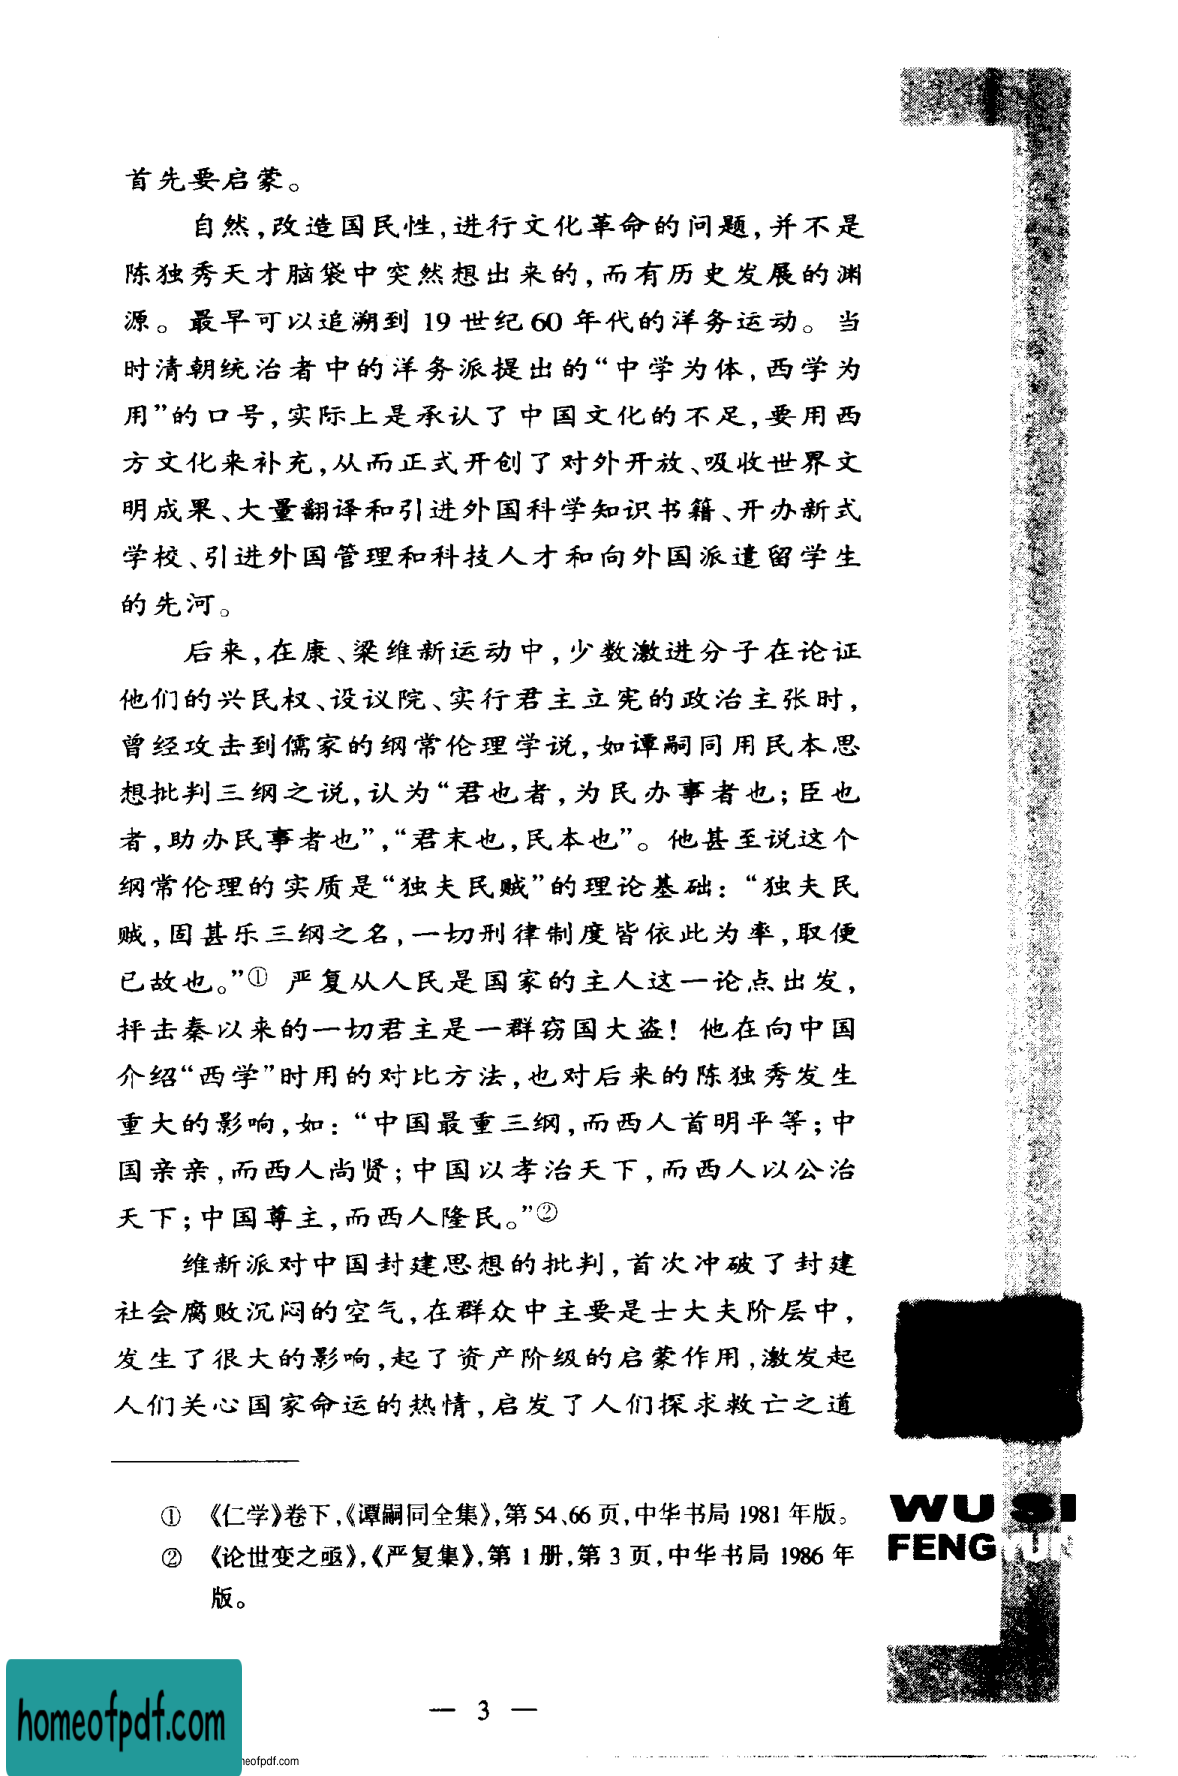 首先要启蒙。
自然,改造国民性,进行文化革命的问题,并不是
陈独秀天才脑袋中突然想出来的,而有历史发展的渊
源。最早可以追溯到 19 世纪 60 年代的洋务运动。当
时清朝统治者中的洋务派提出的“中学为体,西学为
用”的口号,实际上是承认了中国文化的不足,要用西
方文化来补充,从而正式开创了对外开放、吸收世界文
明成果、大量翻译和引进外国科学知识书籍、开办新式
学校、引进外国管理和科技人才和向外国派遣留学生
的先河。
后来,在康、梁维新运动中,少数激进分子在论证
他们的兴民权、设议院、实行君主立宪的政治主张时,
曾经攻击到儒家的纲常伦理学说,如谭嗣同用民本思
想批判三纲之说,认为“君也者,为民办事者也;臣也
者,助办民事者也”,“君末也,民本也”。他甚至说这个
纲常伦理的实质是“独夫民贼”的理论基础:“独夫民
贼,固甚乐三纲之名,一切刑律制度皆依此为率,取便
已故也。”① 严复从人民是国家的主人这一论点出发,
抨击秦以来的一切君主是一群窃国大盗!他在向中国
介绍“西学”时用的对比方法,也对后来的陈独秀发生
重大的影响,如:“中国最重三纲,而西人首明平等;中
国亲亲,而西人尚贤;中国以孝治天下,而西人以公治
天下;中国尊主,而西人隆民。”②
维新派对中国封建思想的批判,首次冲破了封建
社会腐败沉闷的空气,在群众中主要是士大夫阶层中,
发生了很大的影响,起了资产阶级的启蒙作用,激发起
人们关心国家命运的热情,启发了人们探求救亡之道
① 《仁学》卷下,《谭嗣同全集》,第 54、66 页,中华书局 1981 年版。
② 《论世变之亟》,《严复集》,第 1 册,第 3 页,中华书局 1986 年
版。
WU SI
FENG YUN
— 3 —
homeofpdf.com
eofpdf.com